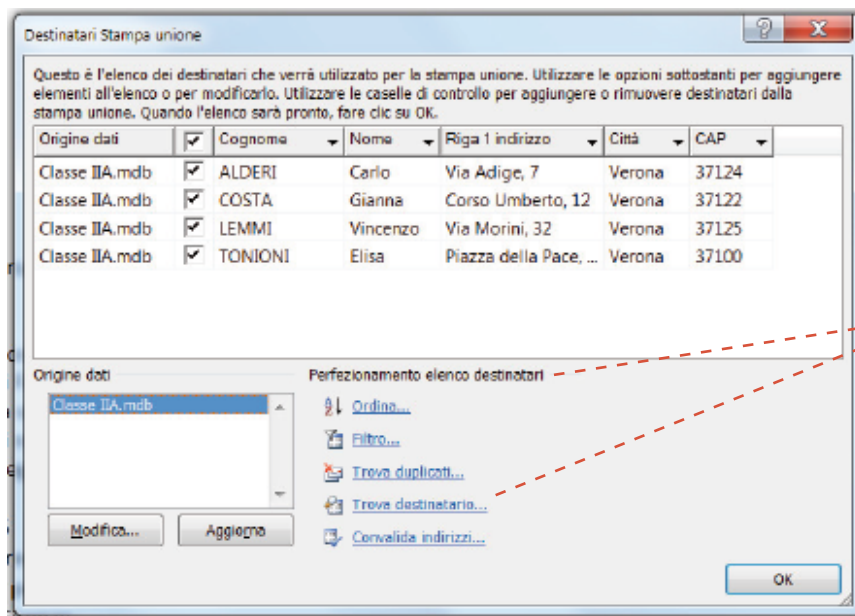 Destinatari Stampa unione
Questo è l'elenco dei destinatari che verrà utilizzato per la stampa unione. Utilizzare le opzioni sottostanti per aggiungere
elementi all'elenco o per modificarlo. Utilizzare le caselle di controllo per aggiungere o rimuovere destinatari dalla
stampa unione. Quando l'elenco sarà pronto, fare clic su OK.
Origine dati Cognome Nome Riga 1 indirizzo Città CAP
Classe IIA.mdb ALDERI Carlo Via Adige, 7 Verona 37124
Classe IIA.mdb COSTA Gianna Corso Umberto, 12 Verona 37122
Classe IIA.mdb LEMMI Vincenzo Via Morini, 32 Verona 37125
Classe IIA.mdb TONIONI Elisa Piazza della Pace, ... Verona 37100
Origine dati Perfezionamento elenco destinatari
Classe IIA.mdb
Ordina...
Filtro...
Trova duplicati...
Trova destinatario...
Convalida indirizzi...
Modifica... Aggiorna
OK